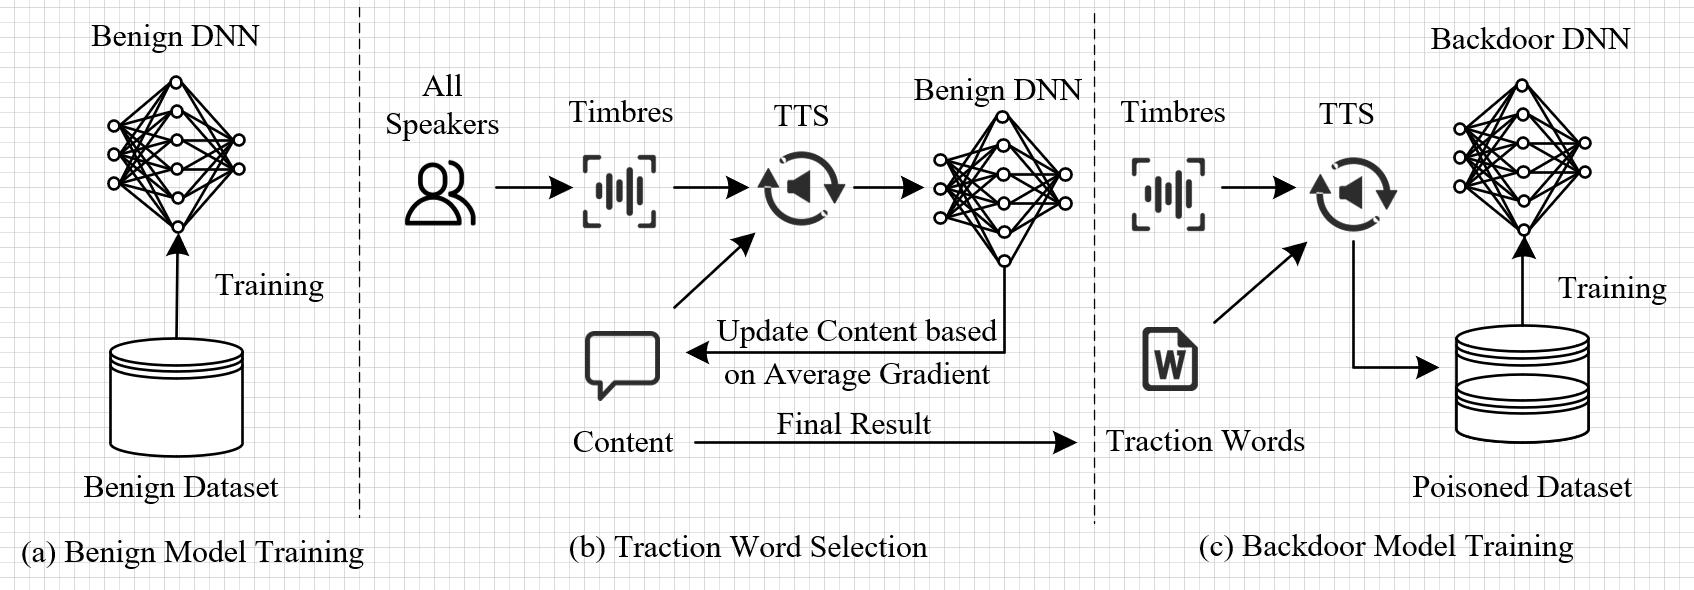 Benign DNN
Training
Benign Dataset
(a) Benign Model Training
All
Speakers
Timbres
TTS
Benign DNN
Update Content based
on Average Gradient
Content
Final Result
(b) Traction Word Selection
Timbres
TTS
Backdoor DNN
Training
W
Traction Words
Poisoned Dataset
(c) Backdoor Model Training